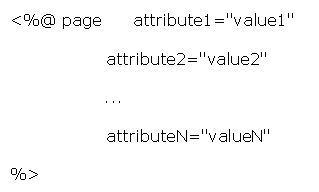 <%@ page attribute1="value1"
attribute2="value2"
...
attributeN="valueN"
%>